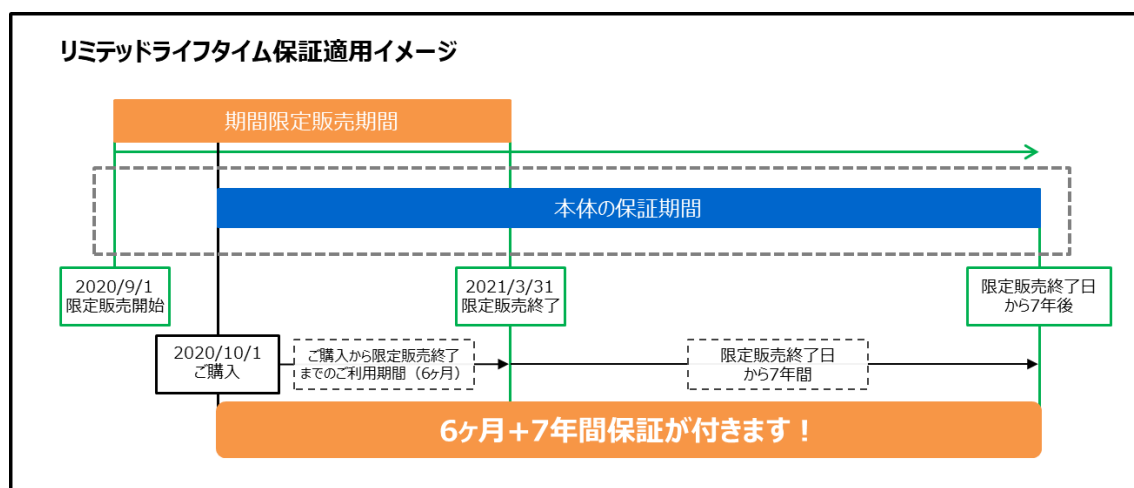 リミテッドライフタイム保証適用イメージ
期間限定販売期間
本体の保証期間
2020/9/1
限定販売開始
2021/3/31
限定販売終了
限定販売終了日
から7年後
2020/10/1
ご購入
ご購入から限定販売終了
までのご利用期間（6ヶ月）
限定販売終了日
から7年間
6ヶ月＋7年間保証が付きます！